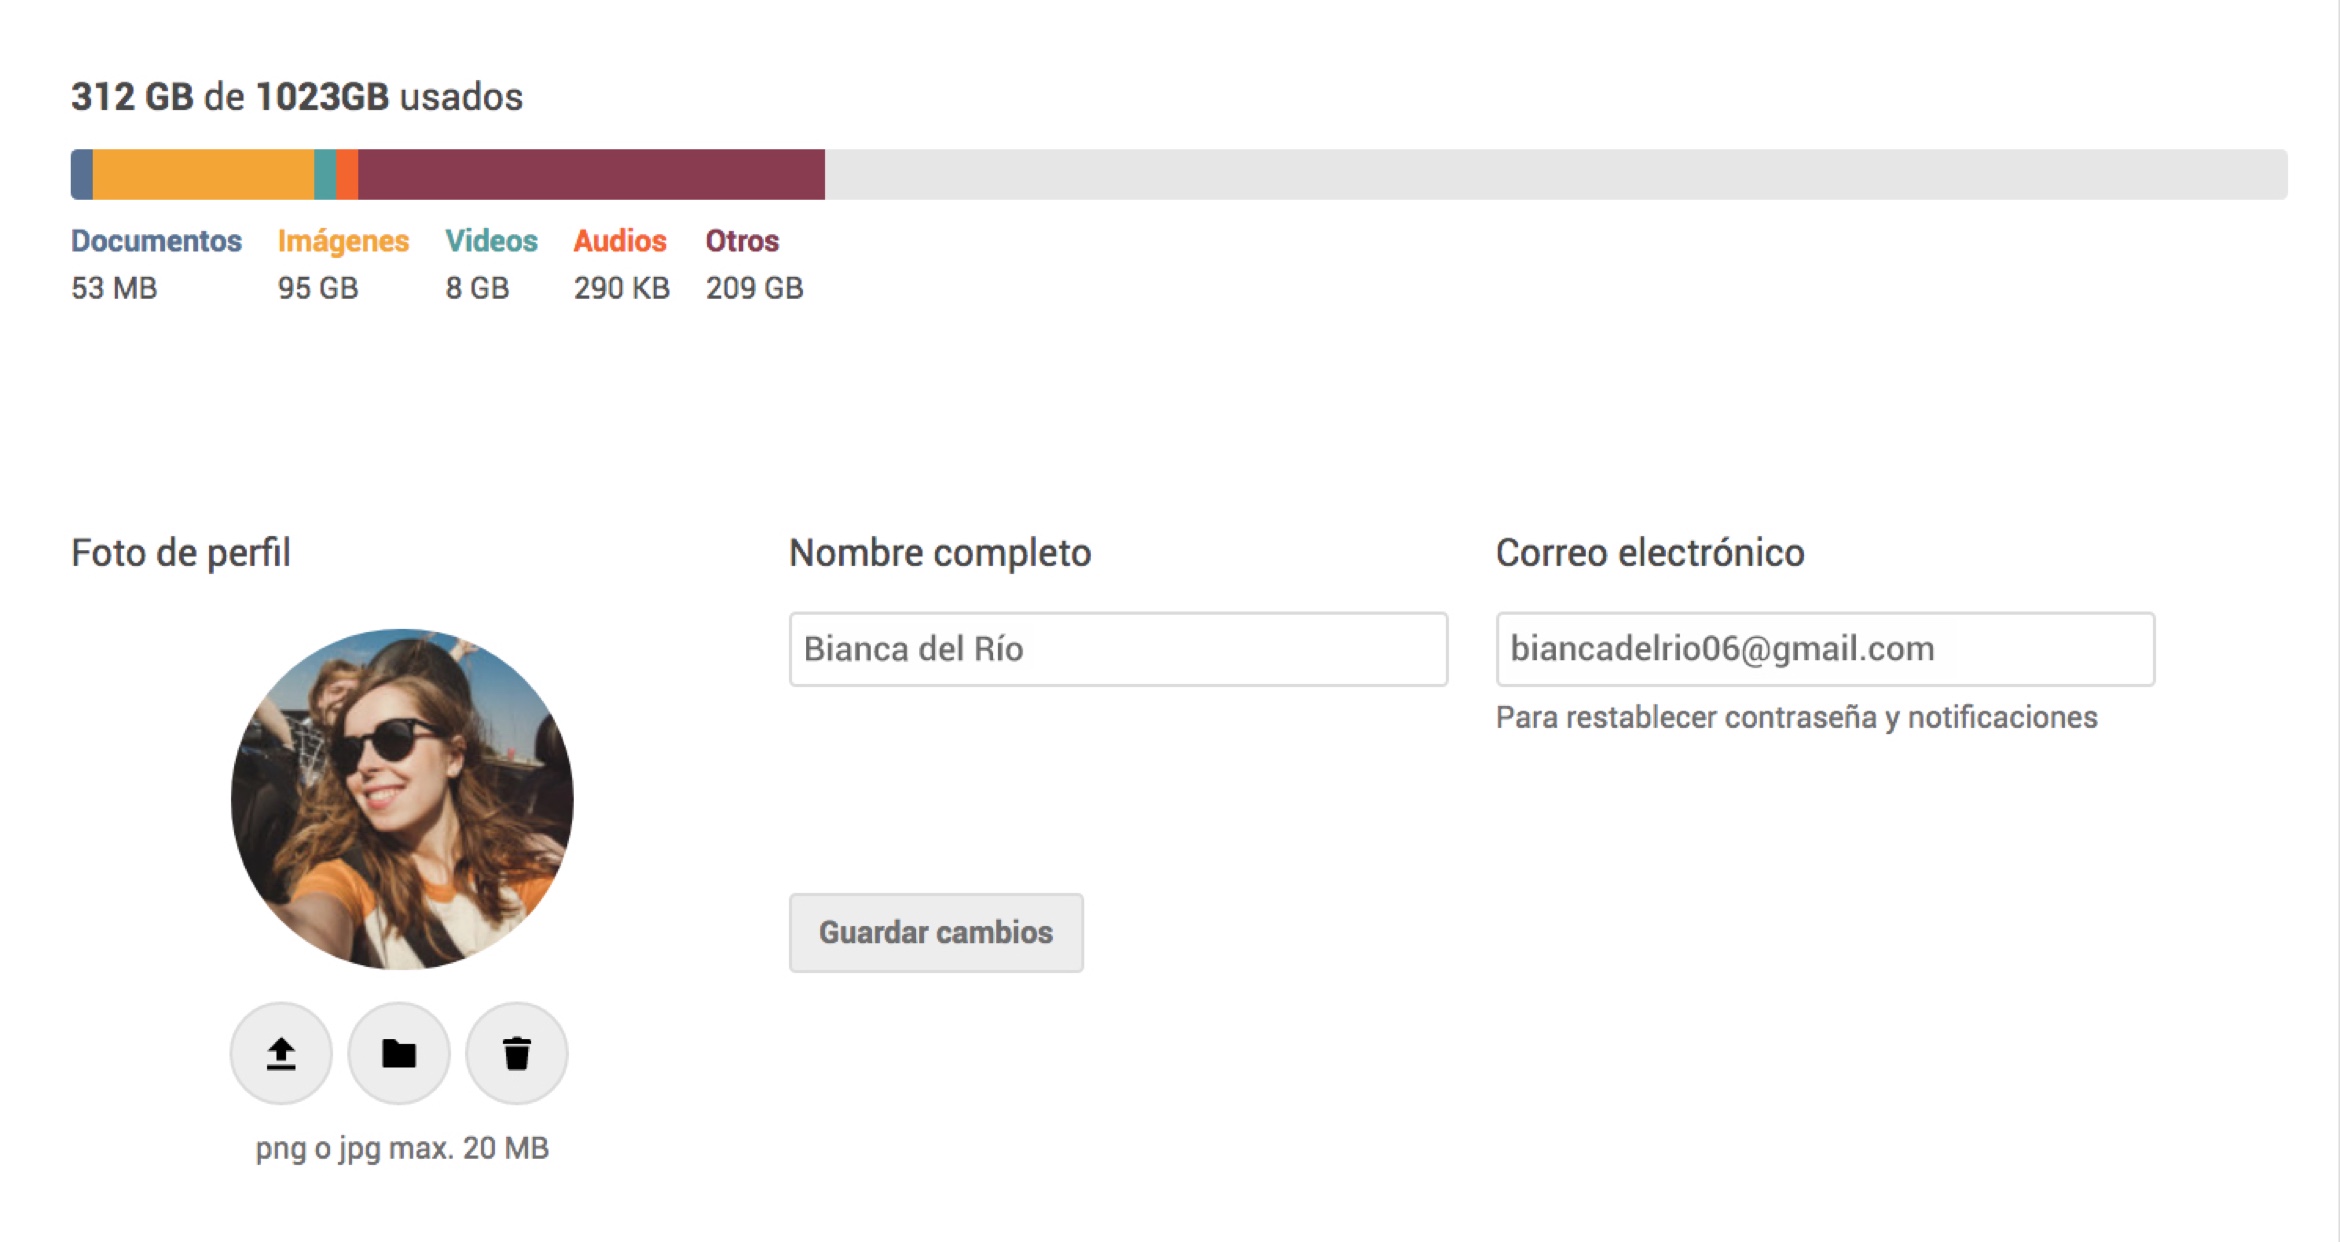 312 GB de 1023GB usados
Documentos Imágenes Videos Audios Otros
53 MB 95 GB 8 GB 290 KB 209 GB
Foto de perfil
Nombre completo
Correo electrónico
Bianca del Río
biancadelrio06@gmail.com
Para restablecer contraseña y notificaciones
Guardar cambios
png o jpg max. 20 MB